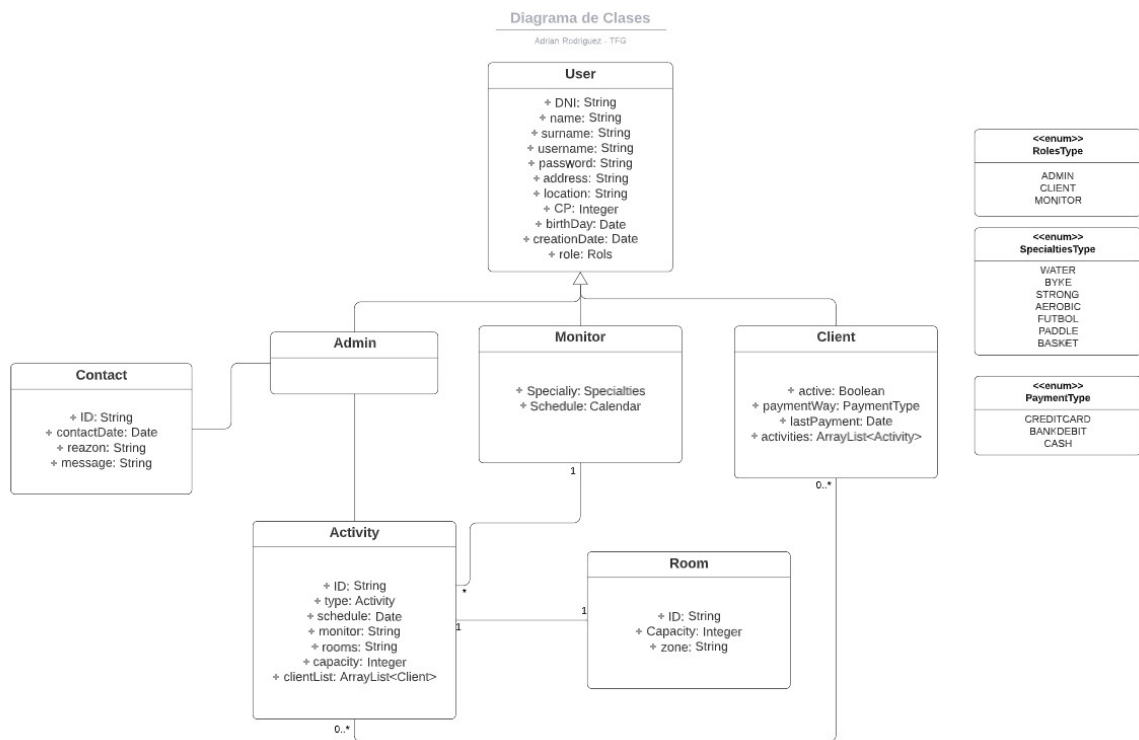 Diagrama de Clases
Adrian Rodriguez - TFG
User
+ DNI: String
+ name: String
+ surname: String
+ username: String
+ password: String
+ address: String
+ location: String
+ CP: Integer
+ birthDay: Date
+ creationDate: Date
+ role: Rols
<<enum>>
RolesType
ADMIN
CLIENT
MONITOR
<<enum>>
SpecialtiesType
WATER
BYKE
STRONG
AEROBIC
FUTBOL
PADDLE
BASKET
<<enum>>
PaymentType
CREDITCARD
BANKDEBIT
CASH
Admin
Monitor
+ Specialiy: Specialties
+ Schedule: Calendar
1
Client
+ active: Boolean
+ paymentWay: PaymentType
+ lastPayment: Date
+ activities: ArrayList<Activity>
0..*
Contact
+ ID: String
+ contactDate: Date
+ reazon: String
+ message: String
Activity
+ ID: String
+ type: Activity
+ schedule: Date
+ monitor: String
+ rooms: String
+ capacity: Integer
+ clientList: ArrayList<Client>
*
1
1
0..*
Room
+ ID: String
+ Capacity: Integer
+ zone: String